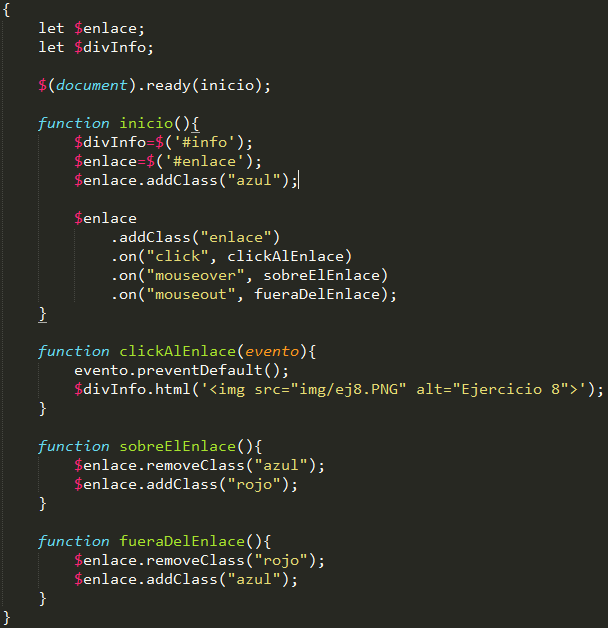 {
    let $enlace;
    let $divInfo;

    $(document).ready(inicio);

    function inicio(){
        $divInfo=$('#info');
        $enlace=$('#enlace');
        $enlace.addClass("azul");

        $enlace
            .addClass("enlace")
            .on("click", clickAlEnlace)
            .on("mouseover", sobreElEnlace)
            .on("mouseout", fueraDelEnlace);
    }

    function clickAlEnlace(evento){
        evento.preventDefault();
        $divInfo.html('<img src="img/ej8.PNG" alt="Ejercicio 8">');
    }

    function sobreElEnlace(){
        $enlace.removeClass("azul");
        $enlace.addClass("rojo");
    }

    function fueraDelEnlace(){
        $enlace.removeClass("rojo");
        $enlace.addClass("azul");
    }
}